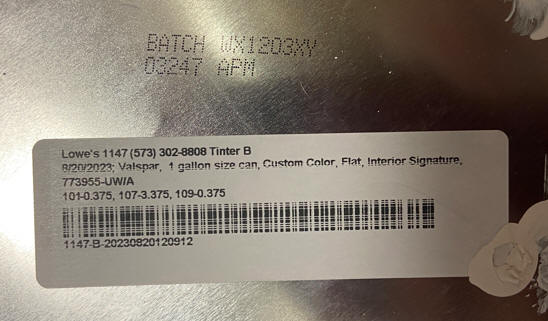 BATCH WX1203XY
03247 APM
Lowe's 1147 (573) 302-8808 Tinter B
8/20/2023; Valspar, 1 gallon size can, Custom Color, Flat, Interior Signature,
773955-UW/A
101-0.375, 107-3.375, 109-0.375
1147-B-20230820120912